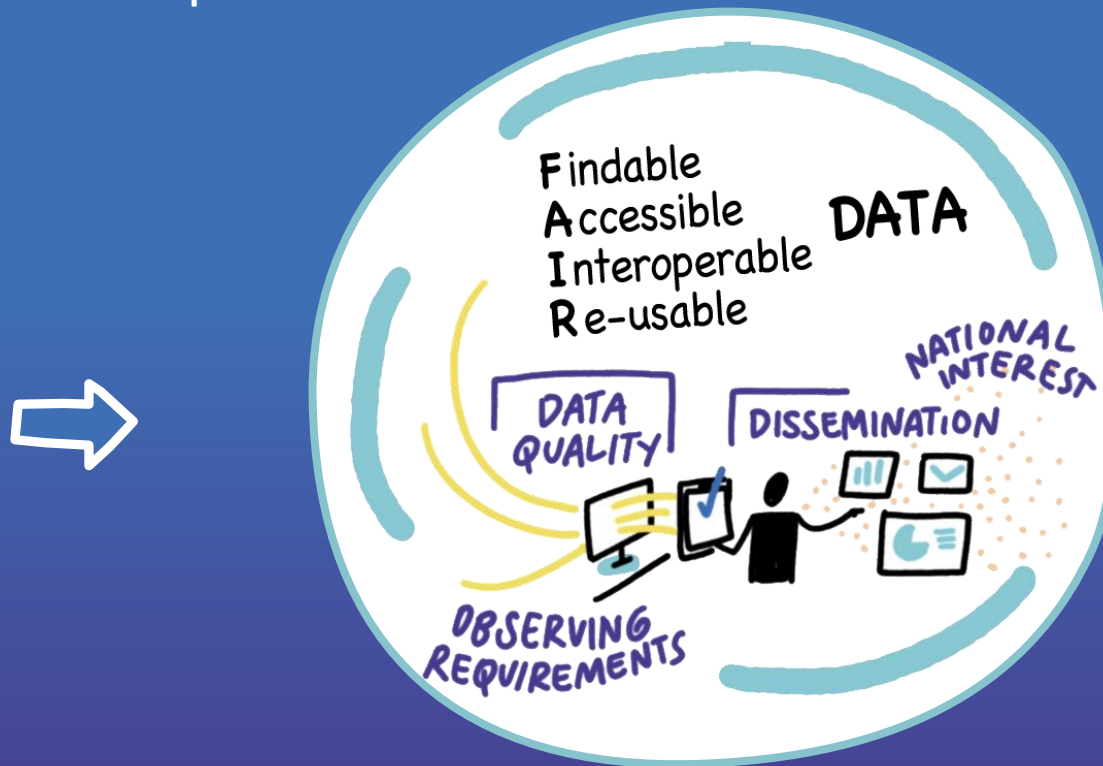 Findable
Accessible
Interoperable
Re-usable
DATA
NATIONAL
INTEREST
DATA
QUALITY
DISSEMINATION
OBSERVING
REQUIREMENTS